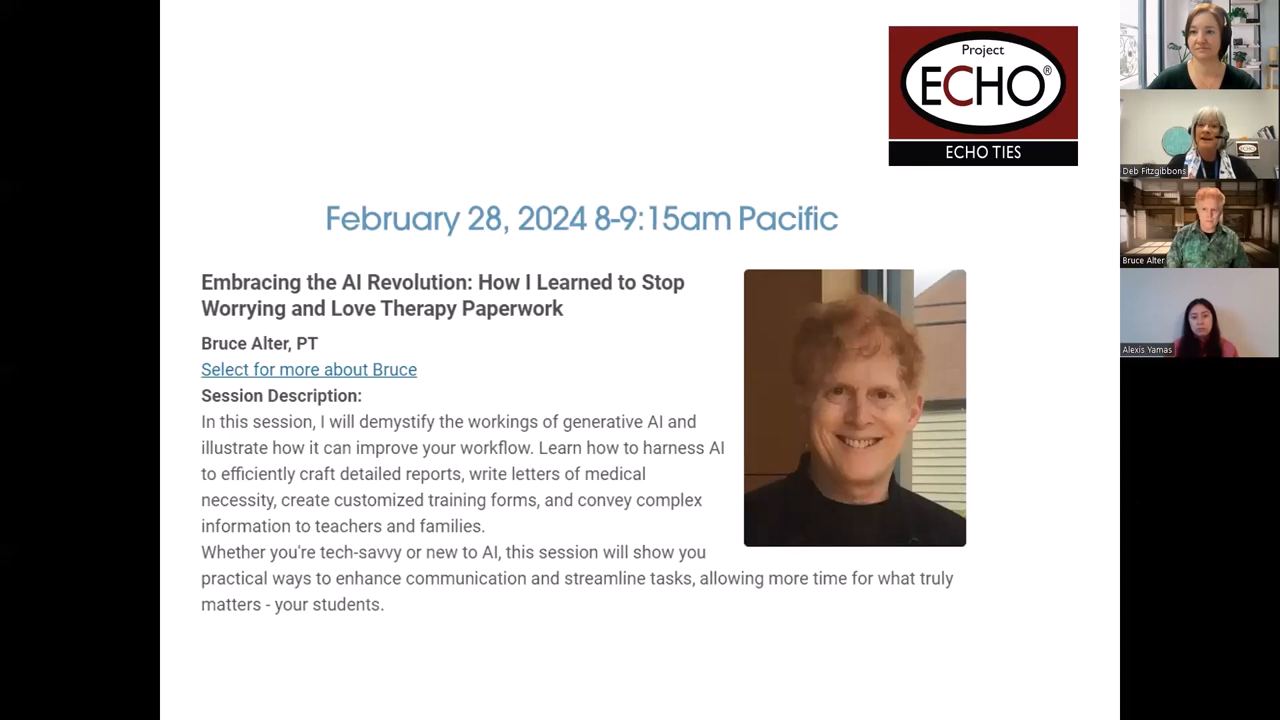 Project
ECHO®
ECHO TIES
February 28, 2024 8-9:15am Pacific
Embracing the AI Revolution: How I Learned to Stop
Worrying and Love Therapy Paperwork
Bruce Alter, PT
Select for more about Bruce
Session Description:
In this session, I will demystify the workings of generative AI and
illustrate how it can improve your workflow. Learn how to harness AI
to efficiently craft detailed reports, write letters of medical
necessity, create customized training forms, and convey complex
information to teachers and families.
Whether you're tech-savvy or new to AI, this session will show you
practical ways to enhance communication and streamline tasks, allowing more time for what truly
matters - your students.
Deb Fitzgibbons
ECHO
Bruce Alter
Alexis Yamas